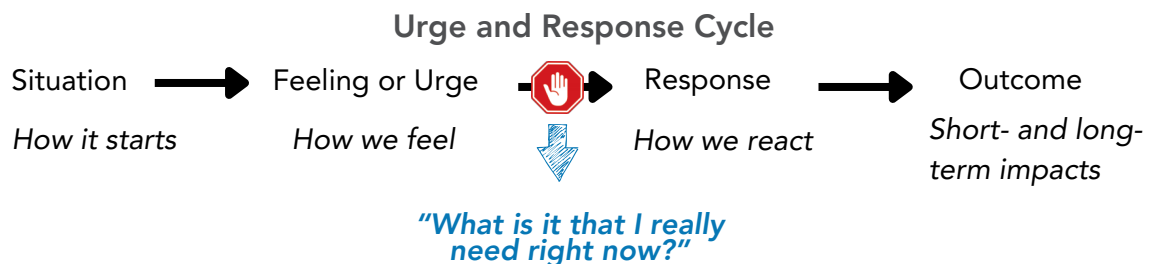 Urge and Response Cycle
Situation
Feeling or Urge
Response
Outcome
How it starts
How we feel
How we react
Short- and long-
term impacts
“What is it that I really
need right now?”